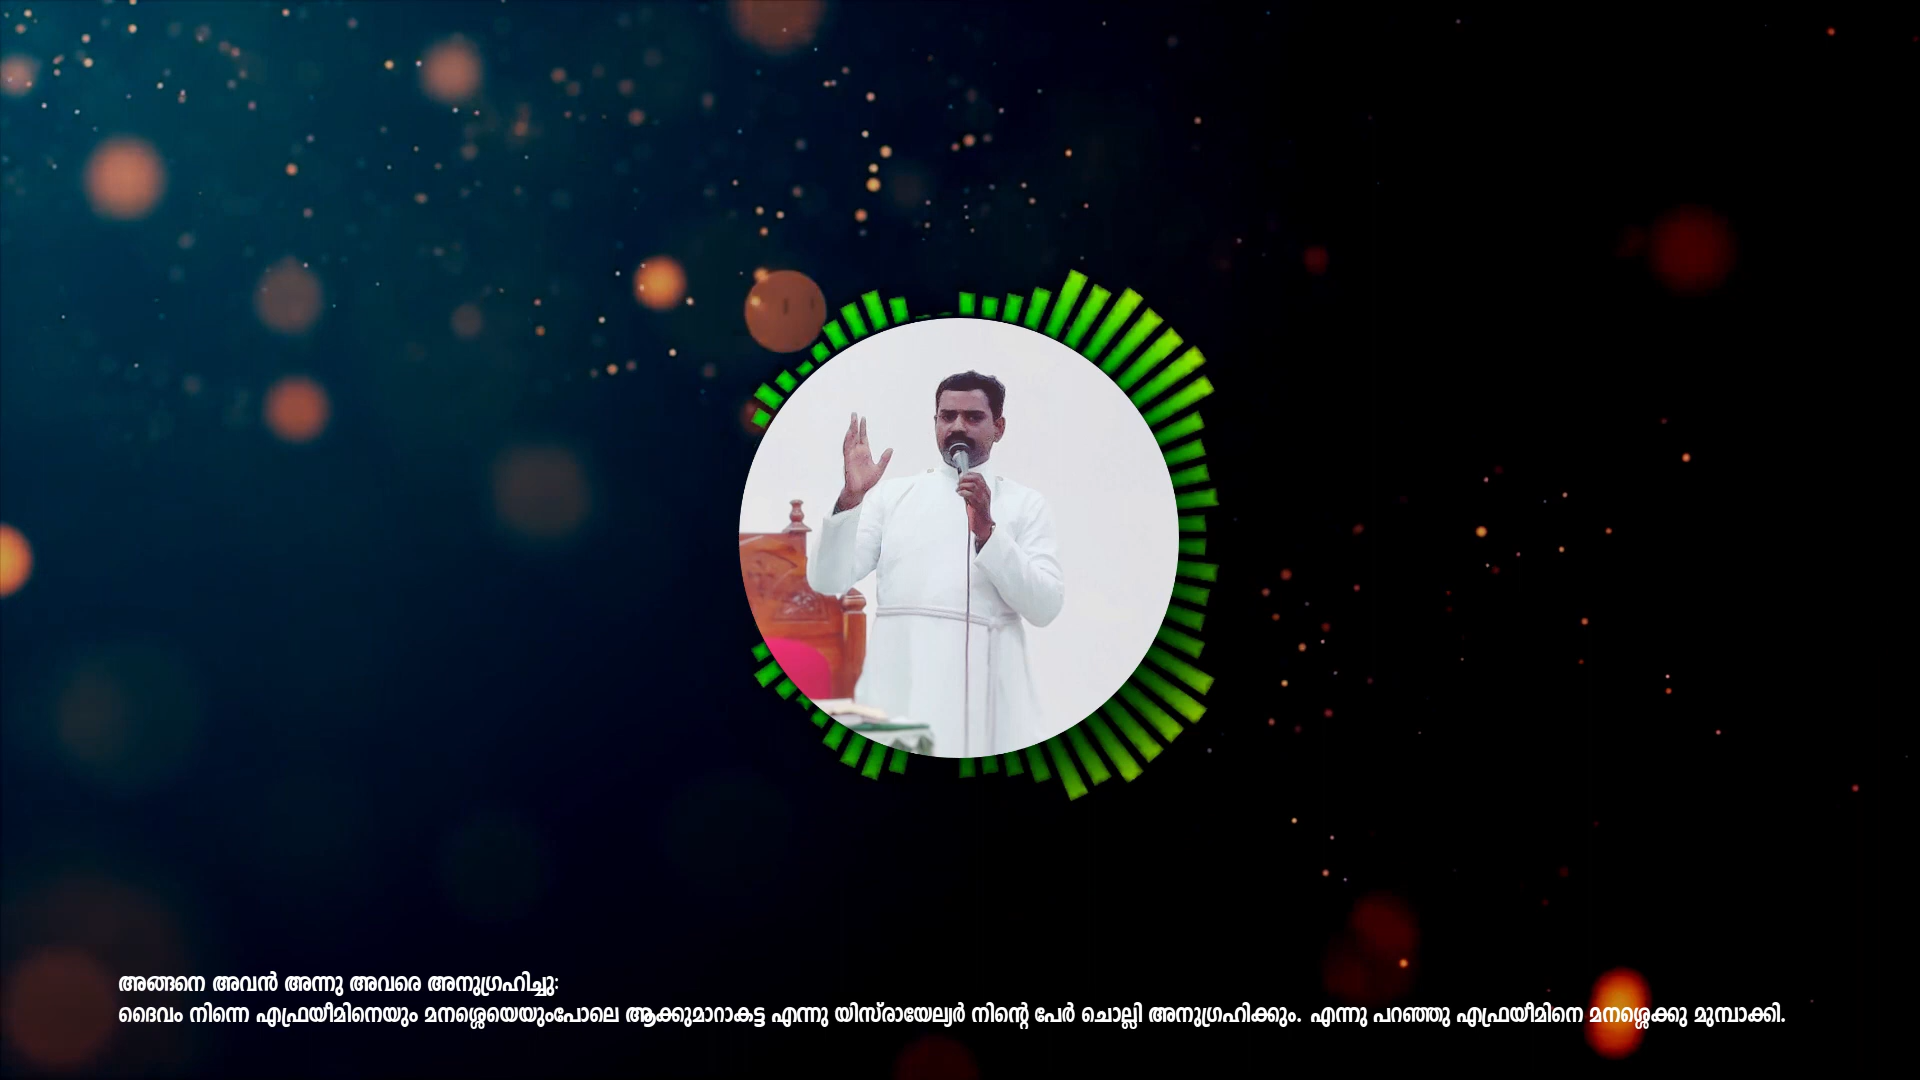 അങ്ങനെ അവൻ അന്നു അവരെ അനുഗ്രഹിച്ചു:
ദൈവം നിന്നെ എഫ്രയീമിനെയും മനശ്ശെയെയുംപോലെ ആക്കുമാറാകട്ട എന്നു യിസ്രായേല്യർ നിന്റെ പേർ ചൊല്ലി അനുഗ്രഹിക്കും. എന്നു പറഞ്ഞു എഫ്രയീമിനെ മനശ്ശെക്കു മുമ്പാക്കി.